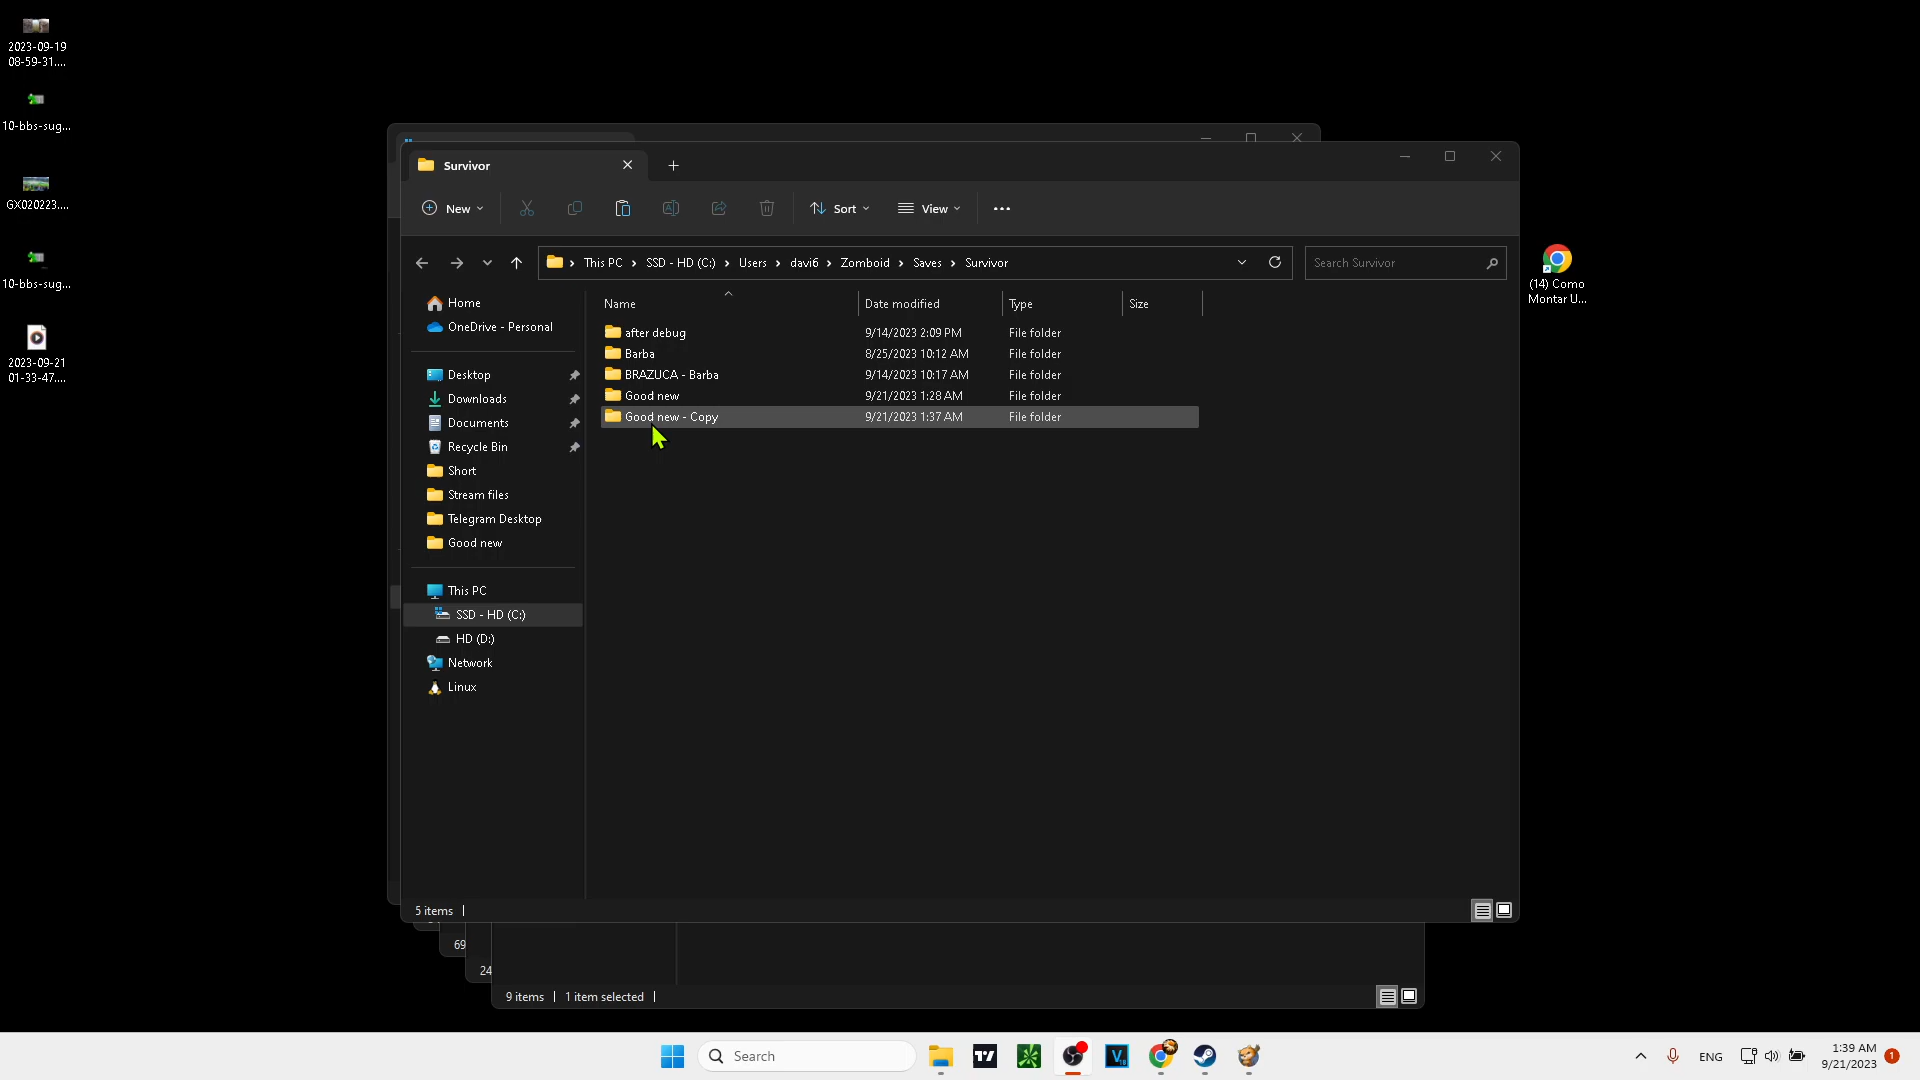 2023-09-19
08-59-31....
10-bbs-sug...
GX020223....
10-bbs-sug...
2023-09-21
01-33-47....
Survivor
New
Sort
View
This PC
SSD - HD (C:)
Users
davi6
Zomboid
Saves
Survivor
Search Survivor
Name
Date modified
Type
Size
after debug
9/14/2023 2:09 PM
File folder
Barba
8/25/2023 10:12 AM
File folder
BRAZUCA - Barba
9/14/2023 10:17 AM
File folder
Good new
9/21/2023 1:28 AM
File folder
Good new - Copy
9/21/2023 1:37 AM
File folder
Home
OneDrive - Personal
Desktop
Downloads
Documents
Recycle Bin
Short
Stream files
Telegram Desktop
Good new
This PC
SSD - HD (C:)
HD (D:)
Network
Linux
(14) Como
Montar U...
5 items
69
24
9 items
1 item selected
Search
ENG
1:39 AM
9/21/2023
1